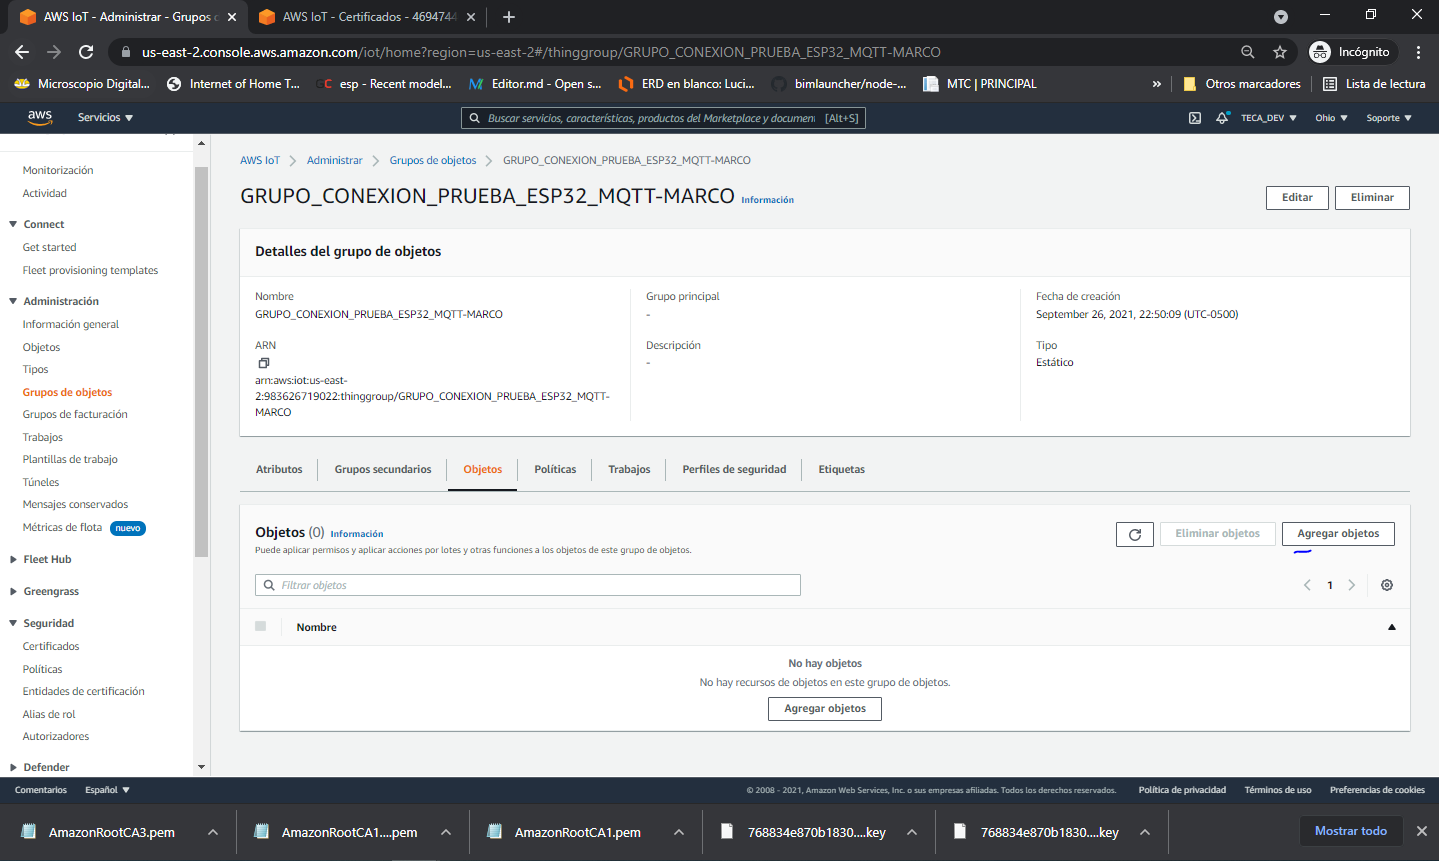 AWS IoT - Administrar - Grupos d
AWS IoT - Certificados - 4694744
us-east-2.console.aws.amazon.com/iot/home?region=us-east-2#/thinggroup/GRUPO_CONEXION_PRUEBA_ESP32_MQTT-MARCO
Incógnito
Microscopio Digital...
Internet of Home T...
GC esp - Recent model...
Editor.md - Open s...
ERD en blanco: Luci...
bimlauncher/node-...
MTC | PRINCIPAL
»
Otros marcadores
Lista de lectura
aws
Servicios
Buscar servicios, características, productos del Marketplace y documen
[Alt+S]
TECA_DEV
Ohio
Soporte
Monitorización
Actividad
Connect
Get started
Fleet provisioning templates
Administración
Información general
Objetos
Tipos
Grupos de objetos
Grupos de facturación
Trabajos
Plantillas de trabajo
Túneles
Mensajes conservados
Métricas de flota nuevo
Fleet Hub
Greengrass
Seguridad
Certificados
Políticas
Entidades de certificación
Alias de rol
Autorizadores
Defender
AWS IoT
Administrar
Grupos de objetos
GRUPO_CONEXION_PRUEBA_ESP32_MQTT-MARCO
GRUPO_CONEXION_PRUEBA_ESP32_MQTT-MARCO Información
Editar
Eliminar
Detalles del grupo de objetos
Nombre
GRUPO_CONEXION_PRUEBA_ESP32_MQTT-MARCO
ARN
arn:aws:iot:us-east-
2:983626719022:thinggroup/GRUPO_CONEXION_PRUEBA_ESP32_MQTT-
MARCO
Grupo principal
-
Descripción
-
Fecha de creación
September 26, 2021, 22:50:09 (UTC-0500)
Tipo
Estático
Atributos
Grupos secundarios
Objetos
Políticas
Trabajos
Perfiles de seguridad
Etiquetas
Objetos (0) Información
Puede aplicar permisos y aplicar acciones por lotes y otras funciones a los objetos de este grupo de objetos.
Eliminar objetos
Agregar objetos
Filtrar objetos
1
Nombre
No hay objetos
No hay recursos de objetos en este grupo de objetos.
Agregar objetos
Comentarios
Español
© 2008 - 2021, Amazon Web Services, Inc. o sus empresas afiliadas. Todos los derechos reservados.
Política de privacidad
Términos de uso
Preferencias de cookies
AmazonRootCA3.pem
AmazonRootCA1....pem
AmazonRootCA1.pem
768834e870b1830....key
768834e870b1830....key
Mostrar todo